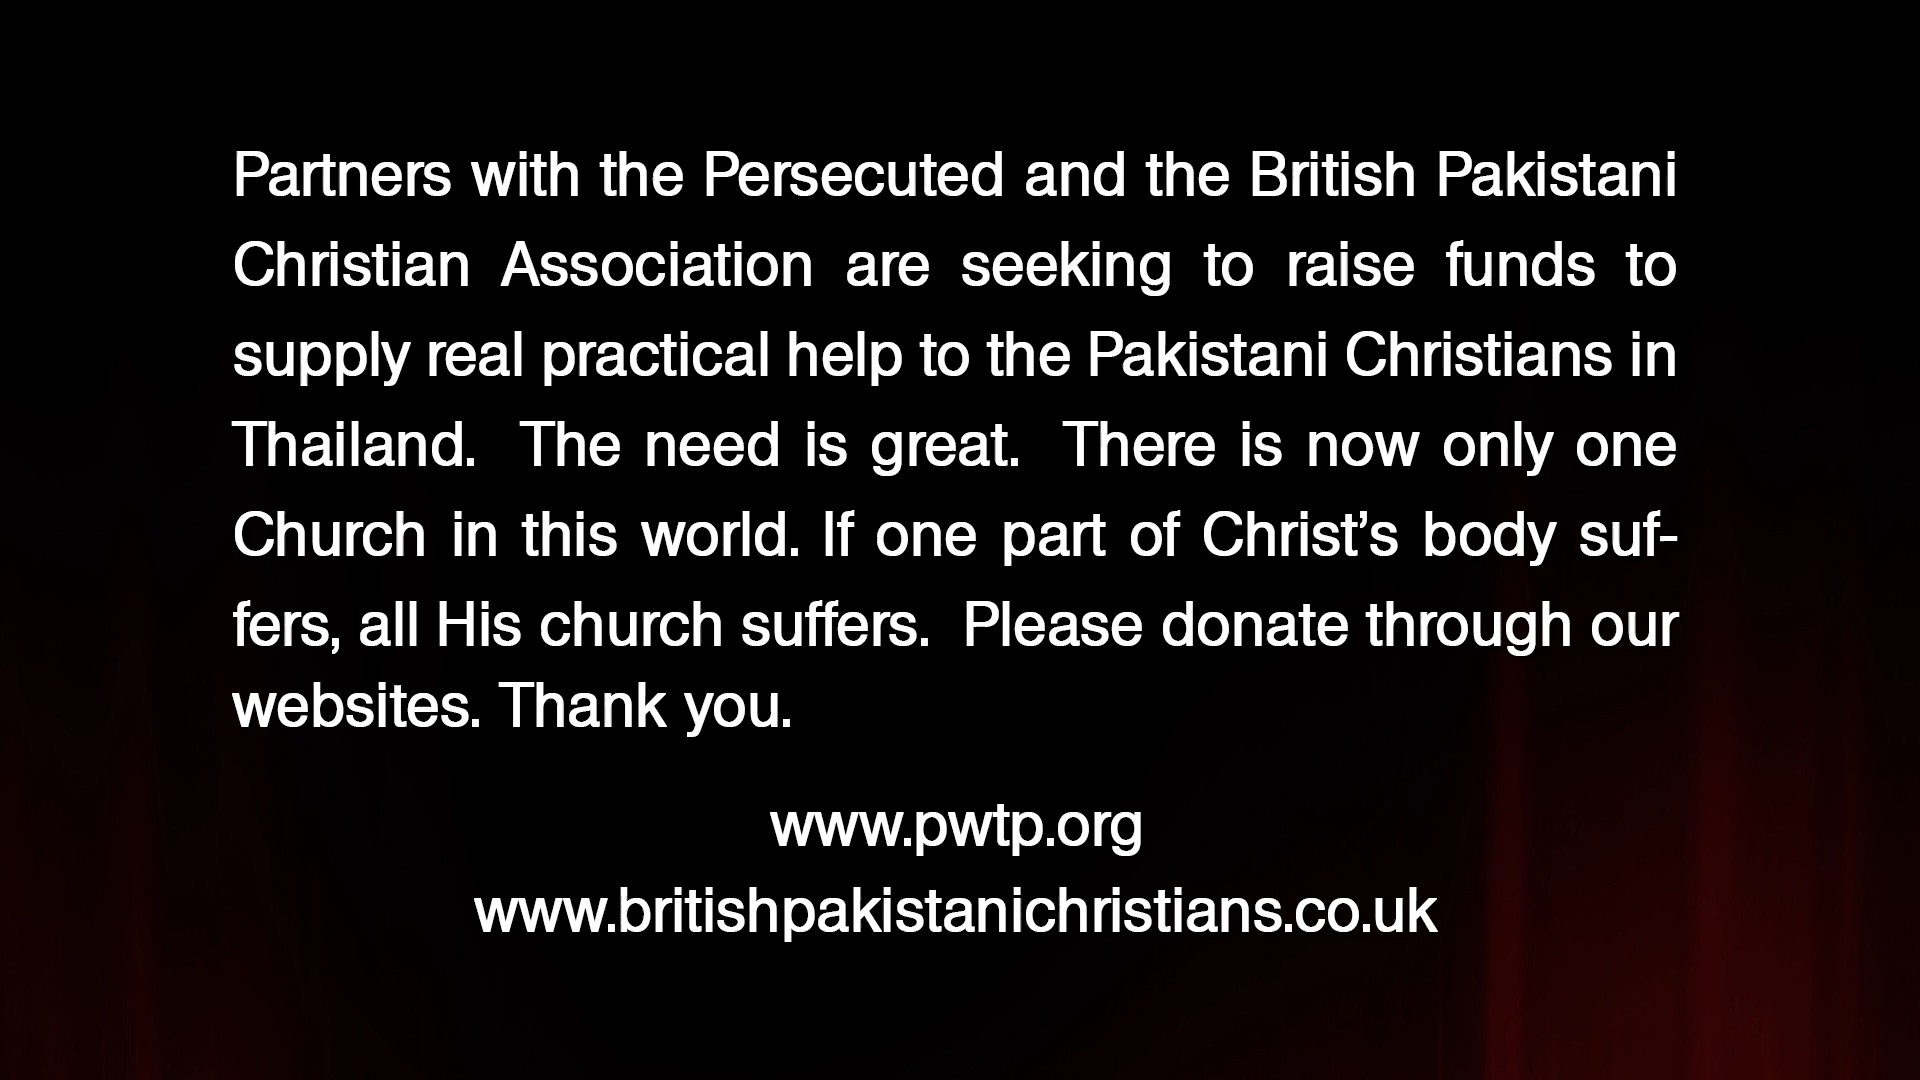 Partners with the Persecuted and the British Pakistani
Christian Association are seeking to raise funds to
supply real practical help to the Pakistani Christians in
Thailand.  The need is great.  There is now only one
Church in this world. If one part of Christ’s body suf-
fers, all His church suffers.  Please donate through our
websites. Thank you.
www.pwtp.org
www.britishpakistanichristians.co.uk